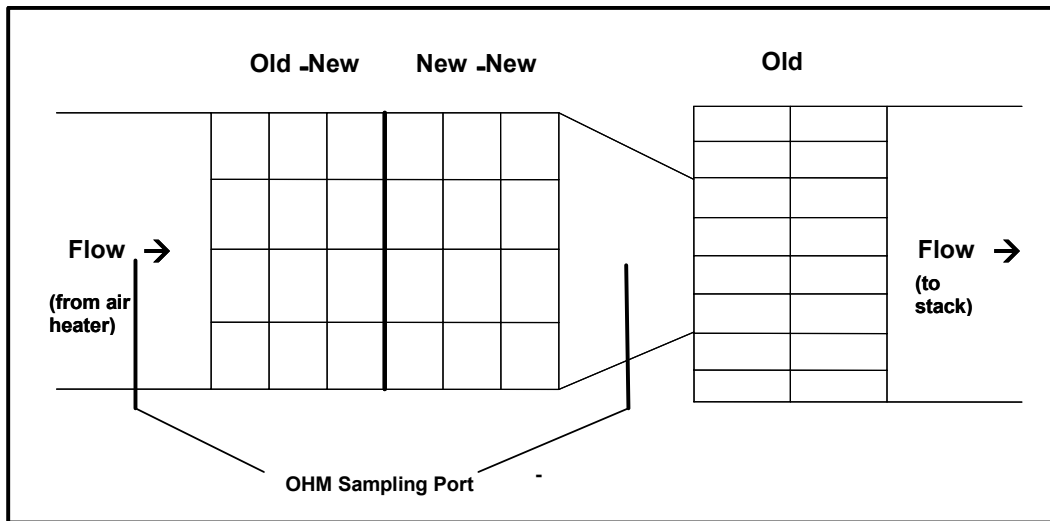 Old -New
New -New
Old
Flow →
(from air
heater)
Flow →
(to
stack)
OHM Sampling Port -